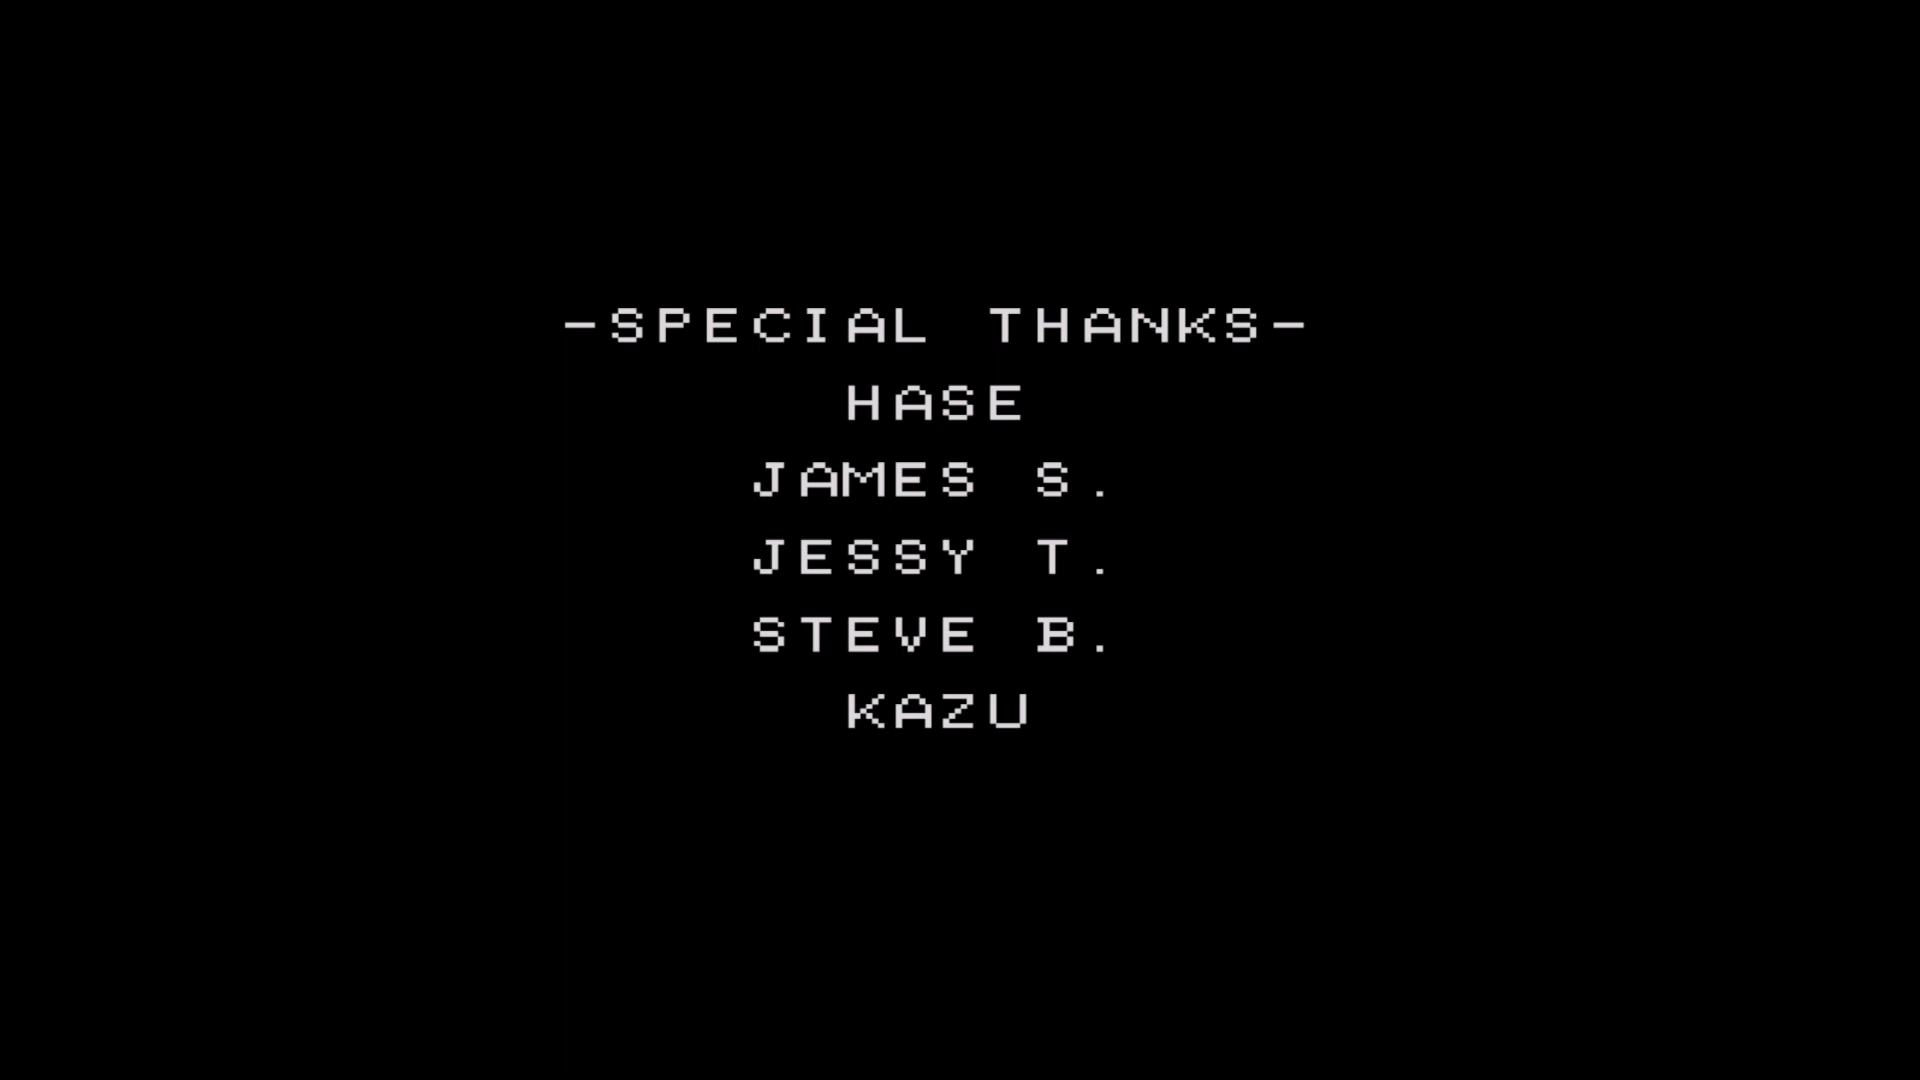 -SPECIAL THANKS-
HASE
JAMES S.
JESSY T.
STEVE B.
KAZU